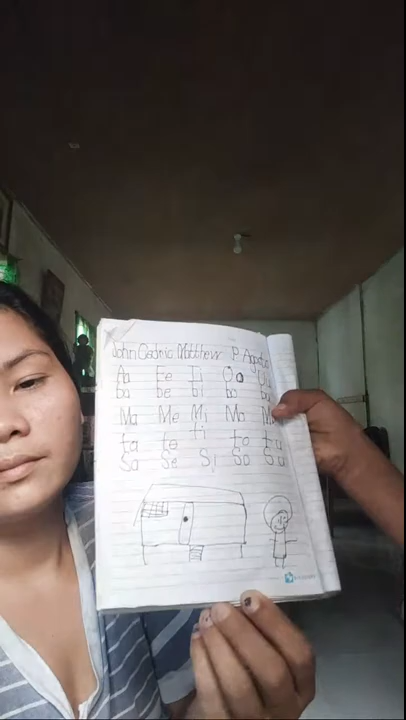 John Cedric Matthew P.
Aa Ee Ii Oo Uu
ba be bi bo bu
Ma Me Mi Mo Mu
ta te ti to tu
Sa Se Si So Su